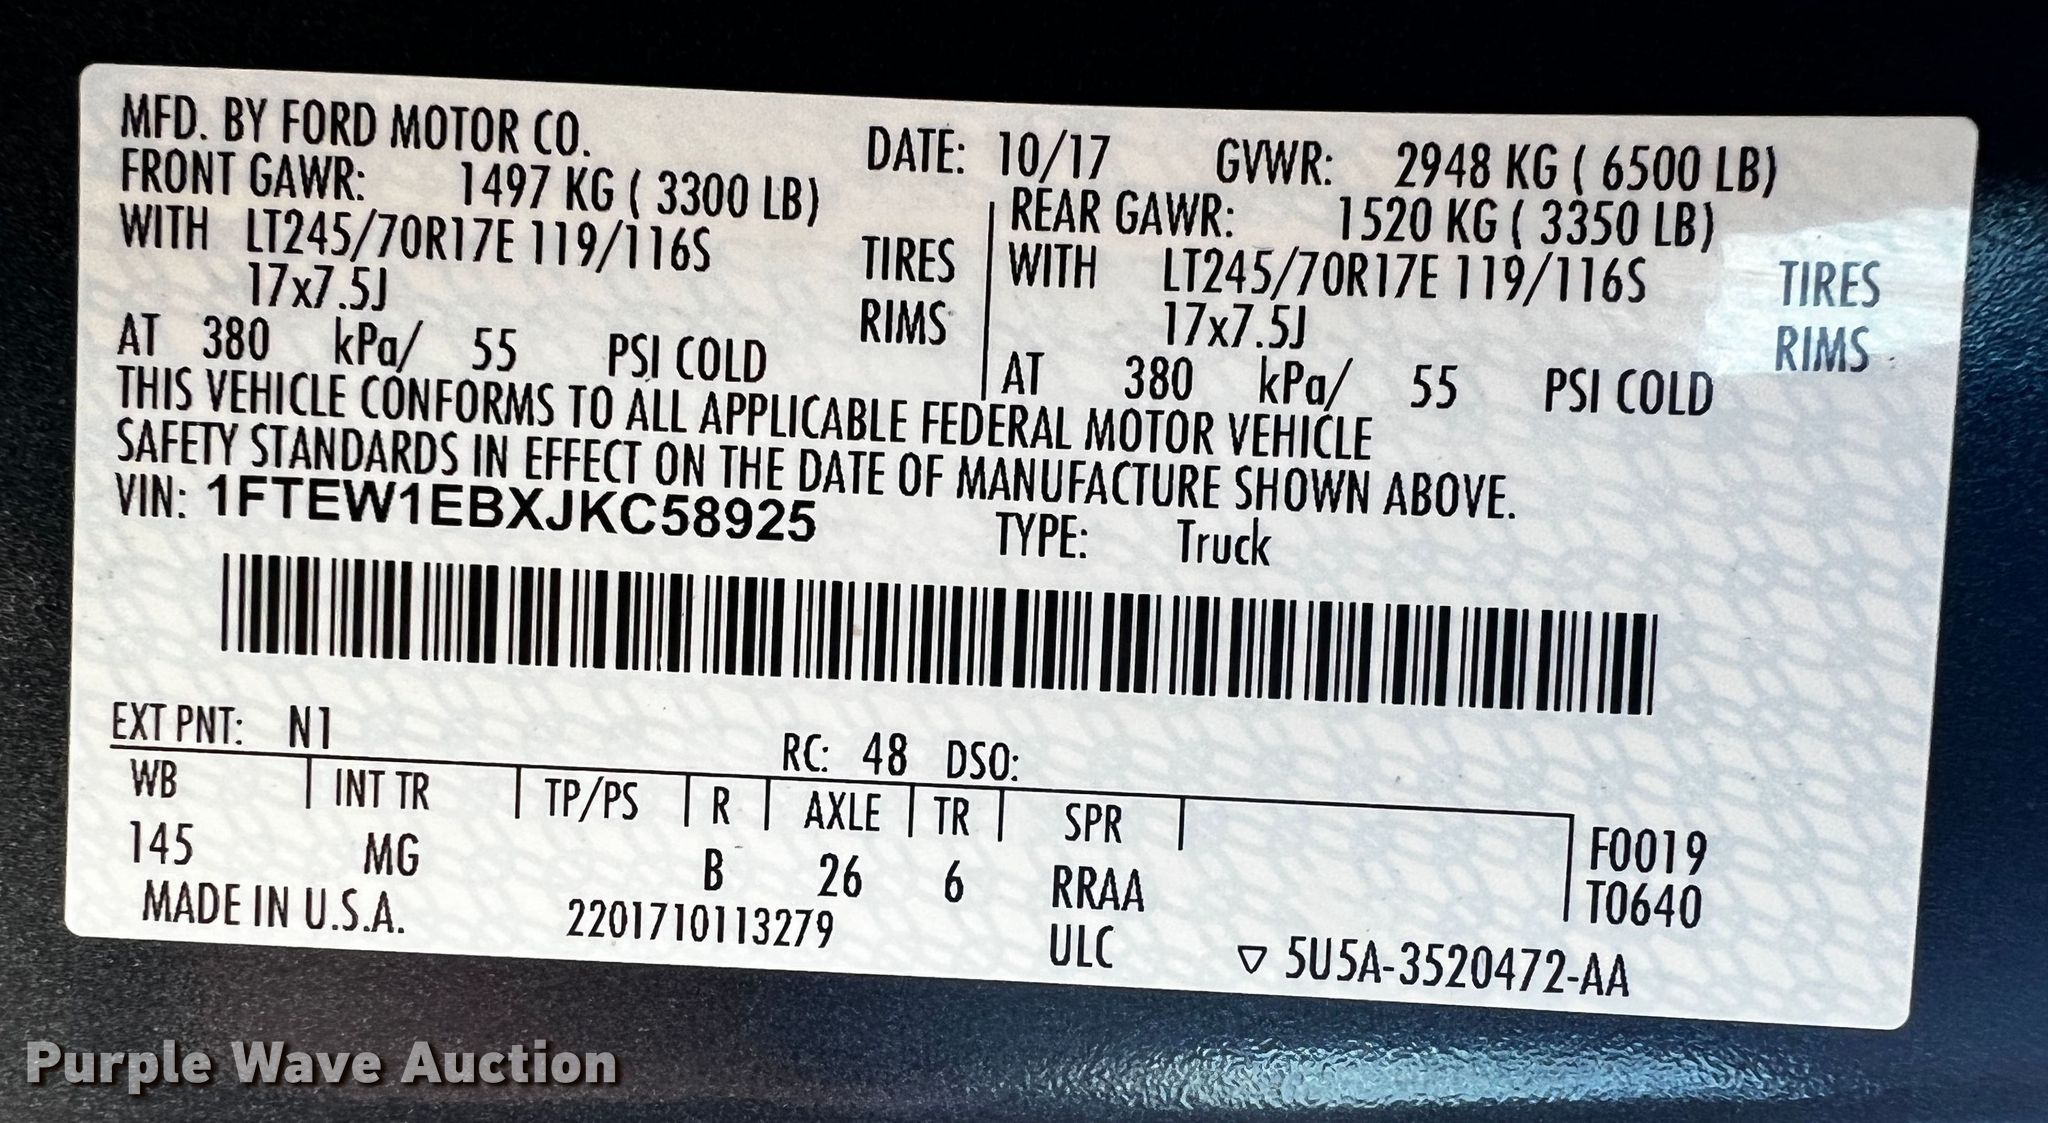 MFD. BY FORD MOTOR CO. DATE: 10/17 GVWR: 2948 KG ( 6500 LB)
FRONT GAWR: 1497 KG ( 3300 LB)
WITH LT245/70R17E 119/116S TIRES
17x7.5J RIMS
AT 380 kPa/ 55 PSI COLD
REAR GAWR: 1520 KG ( 3350 LB)
WITH LT245/70R17E 119/116S TIRES
17x7.5J RIMS
AT 380 kPa/ 55 PSI COLD
THIS VEHICLE CONFORMS TO ALL APPLICABLE FEDERAL MOTOR VEHICLE
SAFETY STANDARDS IN EFFECT ON THE DATE OF MANUFACTURE SHOWN ABOVE.
VIN: 1FTEW1EBXJKC58925 TYPE: Truck
EXT PNT: N1 RC: 48 DSO:
WB INT TR TP/PS R AXLE TR SPR
145 MG B 26 6 RRAA
F0019
T0640
MADE IN U.S.A. 2201710113279 ULC ▽ 5U5A-3520472-AA
Purple Wave Auction